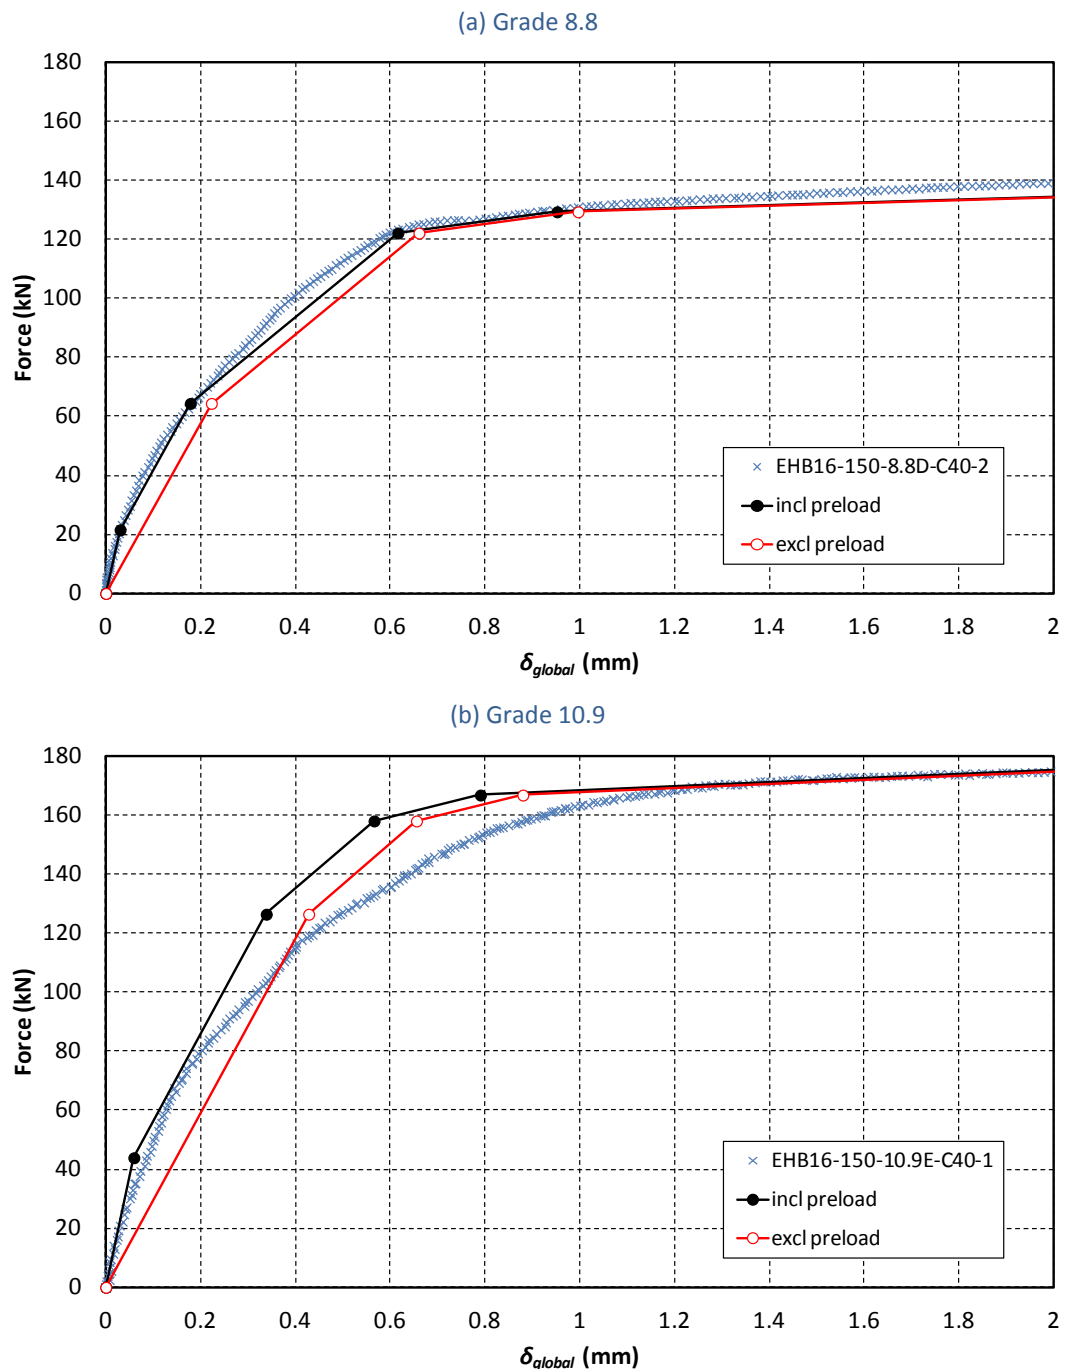 (a) Grade 8.8
180
160
140
120
100
80
60
40
20
0
Force (kN)
EHB16-150-8.8D-C40-2
incl preload
excl preload
0 0.2 0.4 0.6 0.8 1 1.2 1.4 1.6 1.8 2
δglobal (mm)
(b) Grade 10.9
180
160
140
120
100
80
60
40
20
0
Force (kN)
EHB16-150-10.9E-C40-1
incl preload
excl preload
0 0.2 0.4 0.6 0.8 1 1.2 1.4 1.6 1.8 2
δglobal (mm)